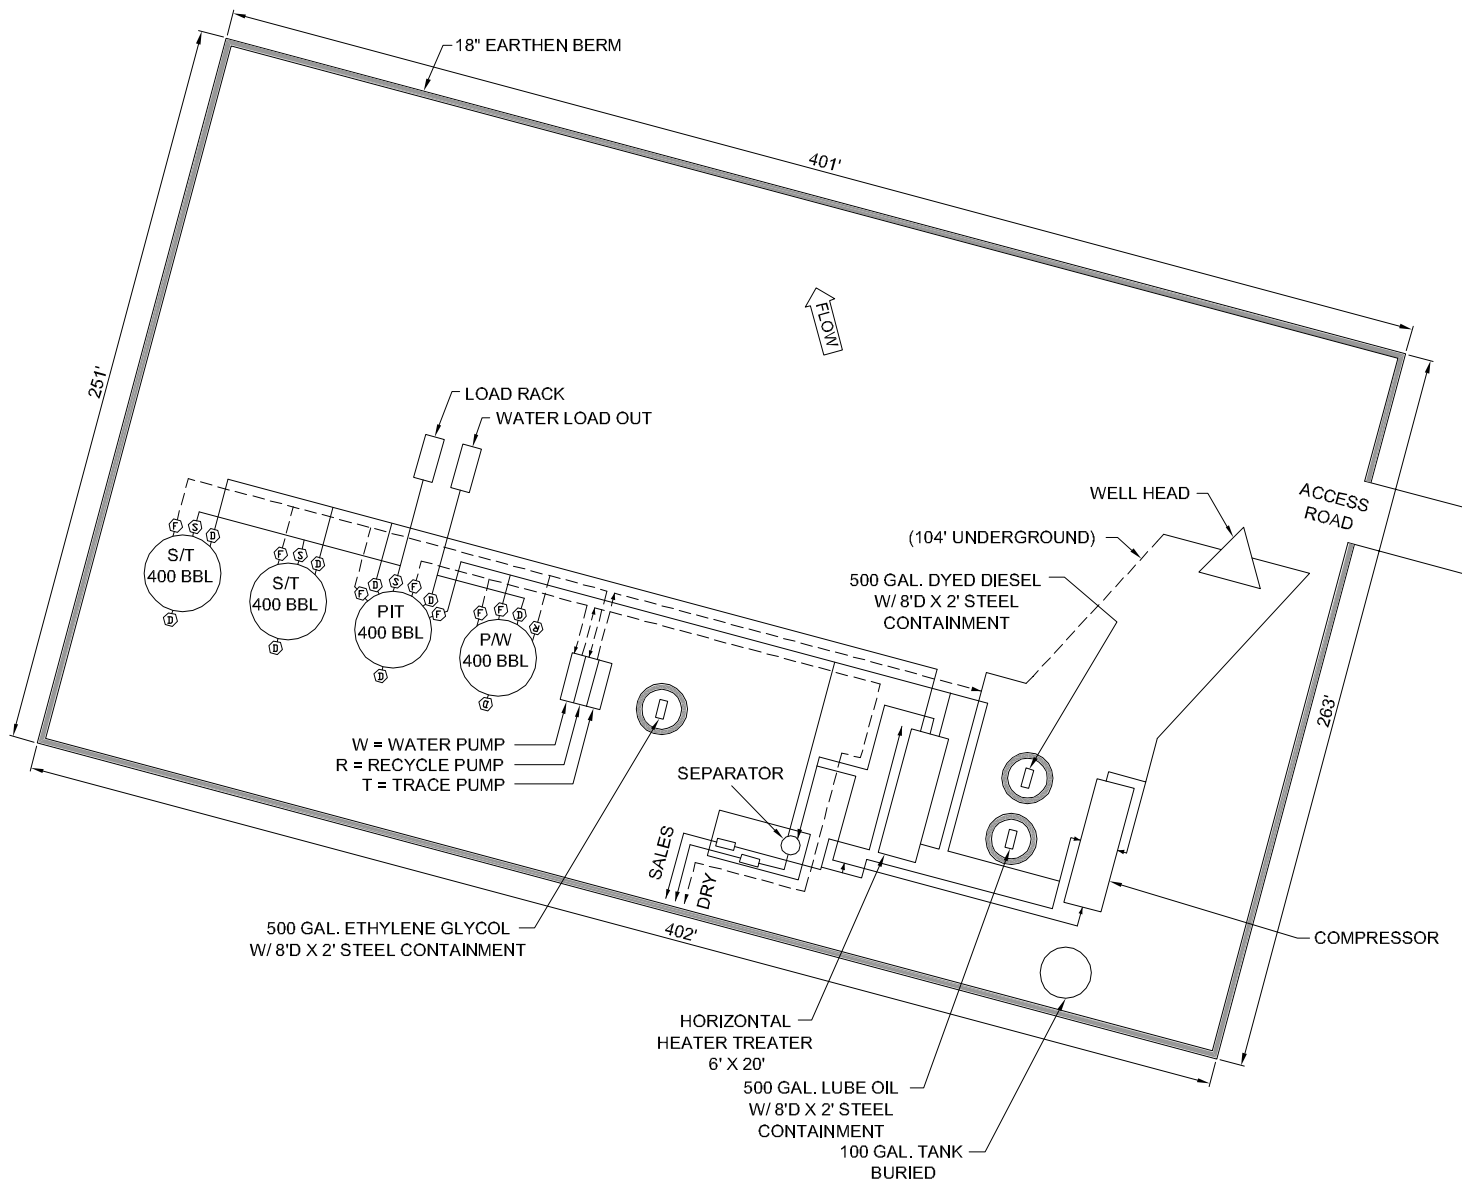 18" EARTHEN BERM
401'
251'
FLOW
LOAD RACK
WATER LOAD OUT
WELL HEAD
ACCESS
ROAD
(104' UNDERGROUND)
500 GAL. DYED DIESEL
W/ 8'D X 2' STEEL
CONTAINMENT
F
S
D
S/T
400 BBL
D
F
S
D
S/T
400 BBL
D
F
D
S
F
D
F
PIT
400 BBL
D
F
F
D
R
P/W
400 BBL
D
263'
W = WATER PUMP
R = RECYCLE PUMP
T = TRACE PUMP
SEPARATOR
SALES
DRY
500 GAL. ETHYLENE GLYCOL
W/ 8'D X 2' STEEL CONTAINMENT
402'
COMPRESSOR
HORIZONTAL
HEATER TREATER
6' X 20'
500 GAL. LUBE OIL
W/ 8'D X 2' STEEL
CONTAINMENT
100 GAL. TANK
BURIED